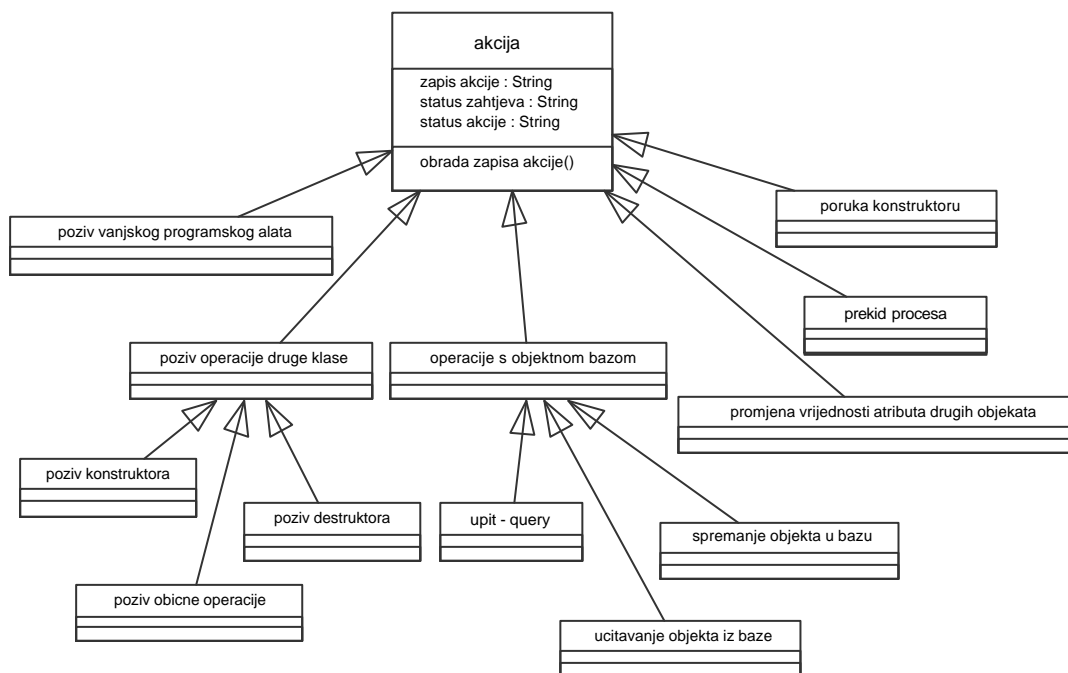 akcija
zapis akcije : String
status zahtjeva : String
status akcije : String
obrada zapisa akcije()
poruka konstruktoru
poziv vanjskog programskog alata
prekid procesa
poziv operacije druge klase
operacije s objektnom bazom
promjena vrijednosti atributa drugih objekata
poziv konstruktora
poziv destruktora
upit - query
spremanje objekta u bazu
poziv obicne operacije
ucitavanje objekta iz baze